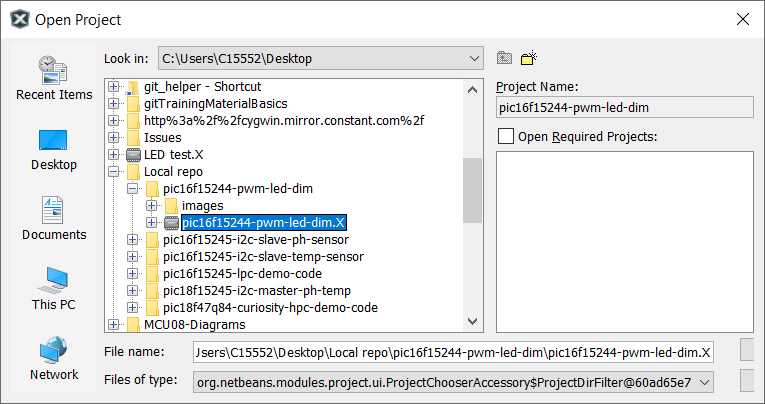 Open Project
Look in: C:\Users\C15552\Desktop
Recent Items
Desktop
Documents
This PC
Network
git_helper - Shortcut
gitTrainingMaterialBasics
http%3a%2f%2fcygwin.mirror.constant.com%2f
Issues
LED test.X
Local repo
pic16f15244-pwm-led-dim
images
pic16f15244-pwm-led-dim.X
pic16f15245-i2c-slave-ph-sensor
pic16f15245-i2c-slave-temp-sensor
pic16f15245-lpc-demo-code
pic18f15245-i2c-master-ph-temp
pic18f47q84-curiosity-hpc-demo-code
MCU08-Diagrams
Project Name:
pic16f15244-pwm-led-dim
Open Required Projects:
File name: Jsers\C15552\Desktop\Local repo\pic16f15244-pwm-led-dim\pic16f15244-pwm-led-dim.X
Files of type: org.netbeans.modules.project.ui.ProjectChooserAccessory$ProjectDirFilter@60ad65e7